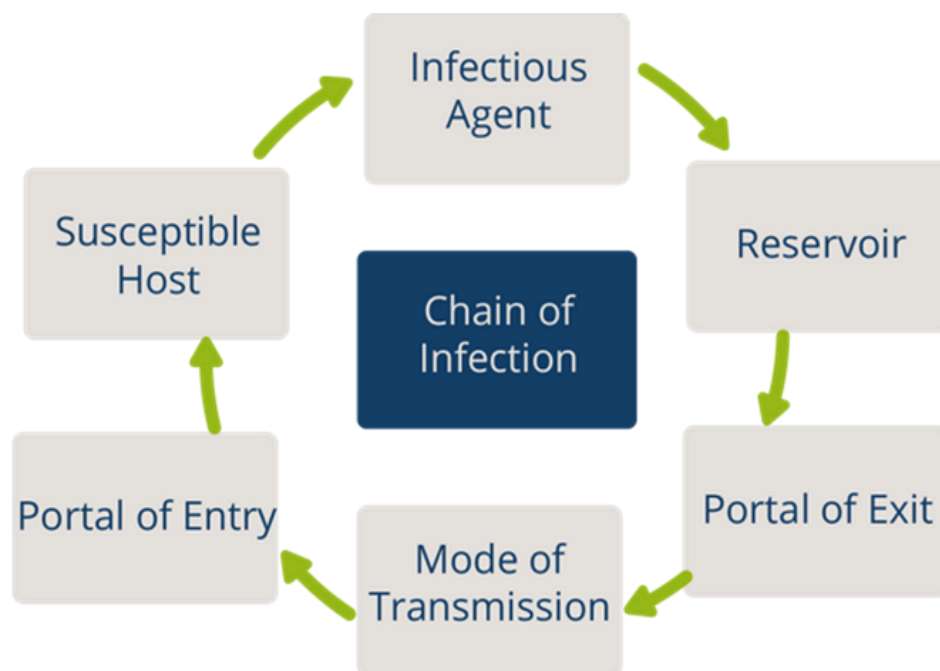 Infectious
Agent
Reservoir
Portal of Exit
Mode of
Transmission
Portal of Entry
Susceptible
Host
Chain of
Infection